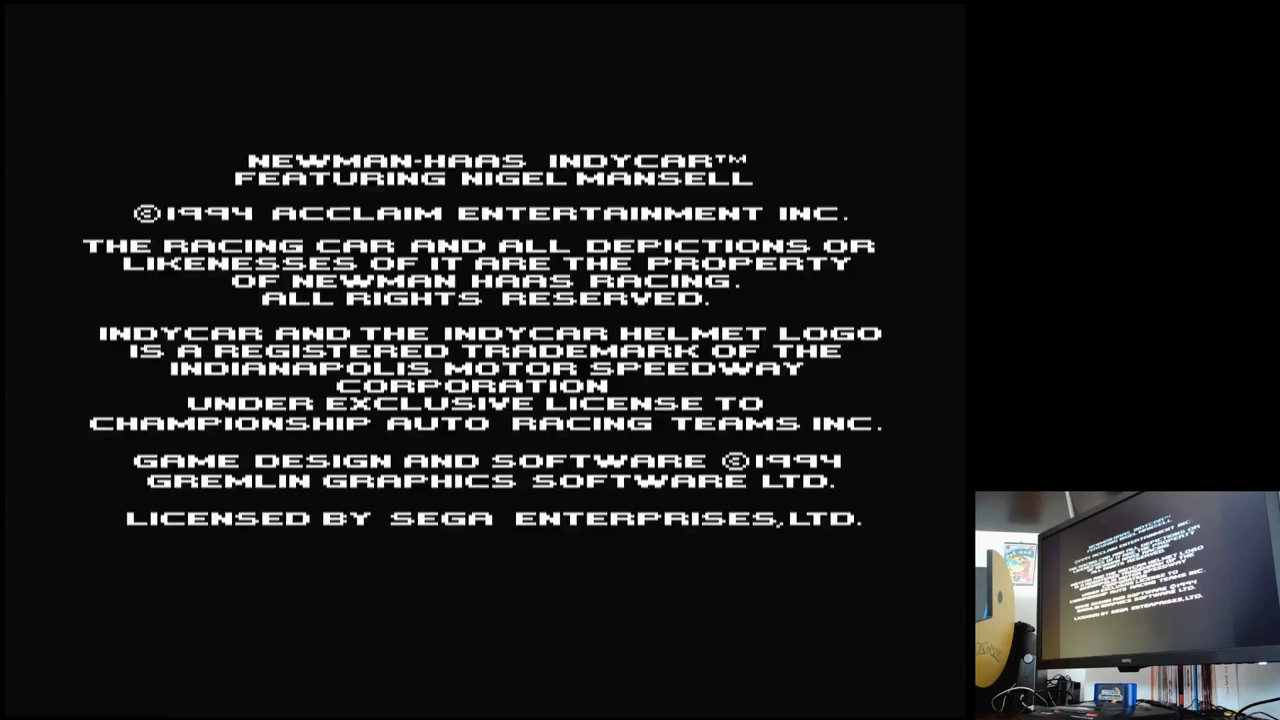 NEWMAN-HAAS INDYCAR™
FEATURING NIGEL MANSELL
©1994 ACCLAIM ENTERTAINMENT INC.
THE RACING CAR AND ALL DEPICTIONS OR
LIKENESSES OF IT ARE THE PROPERTY
OF NEWMAN HAAS RACING.
ALL RIGHTS RESERVED.
INDYCAR AND THE INDYCAR HELMET LOGO
IS A REGISTERED TRADEMARK OF THE
INDIANAPOLIS MOTOR SPEEDWAY
CORPORATION
UNDER EXCLUSIVE LICENSE TO
CHAMPIONSHIP AUTO RACING TEAMS INC.
GAME DESIGN AND SOFTWARE ©1994
GREMLIN GRAPHICS SOFTWARE LTD.
LICENSED BY SEGA ENTERPRISES,LTD.